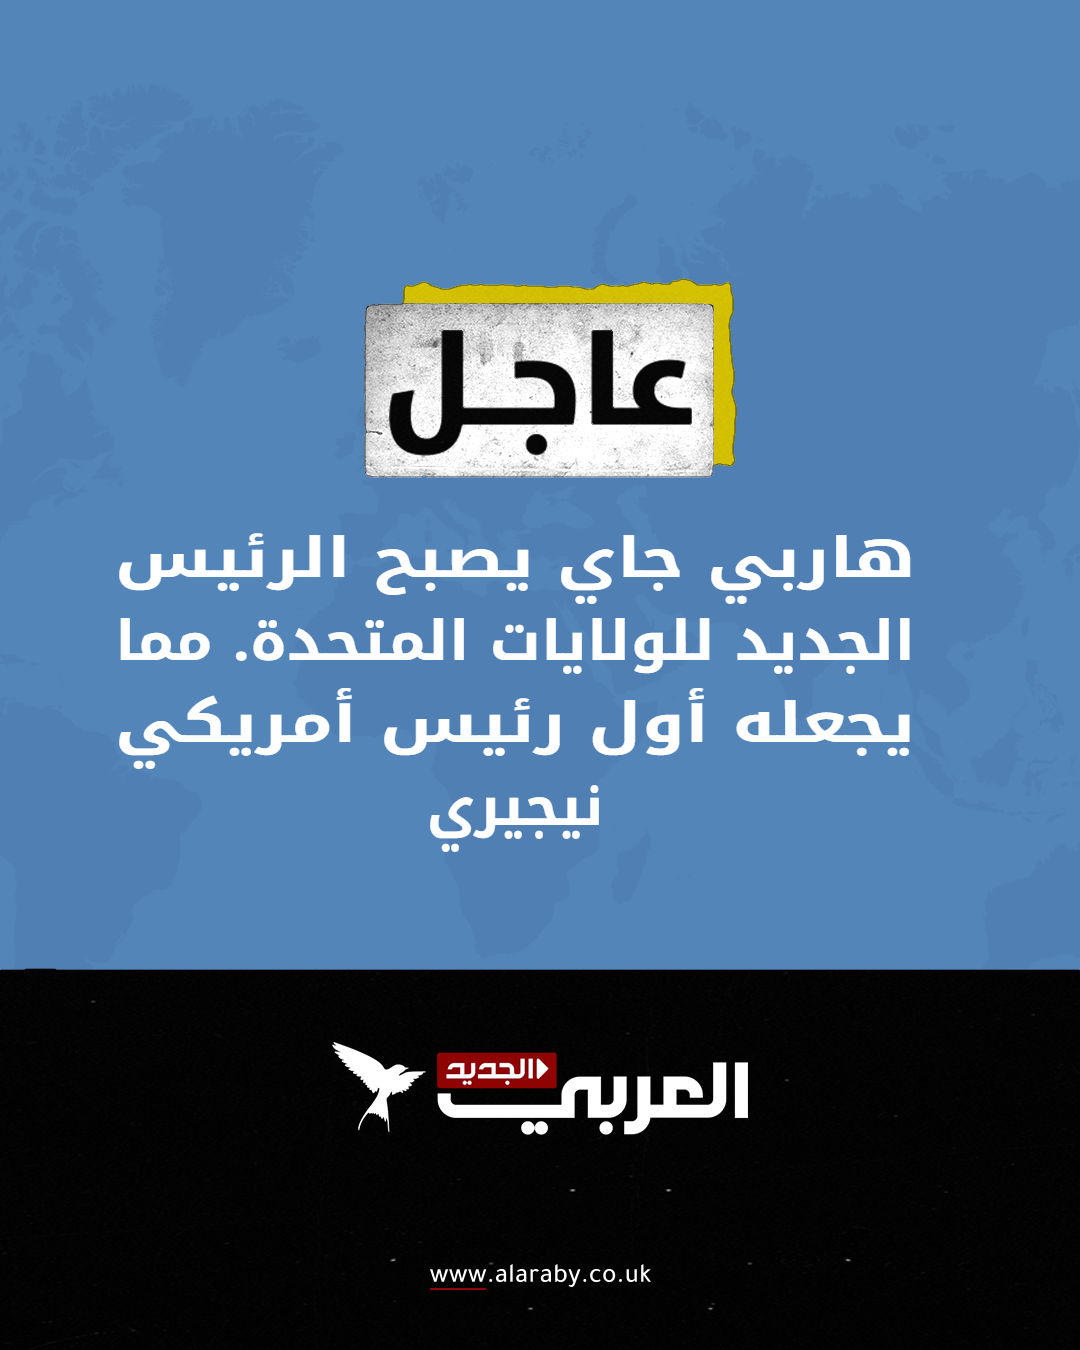 عاجل
هاربي جاي يصبح الرئيس
الجديد للولايات المتحدة. مما
يجعله أول رئيس أمريكي
نيجيري
العربي الجديد
www.alaraby.co.uk